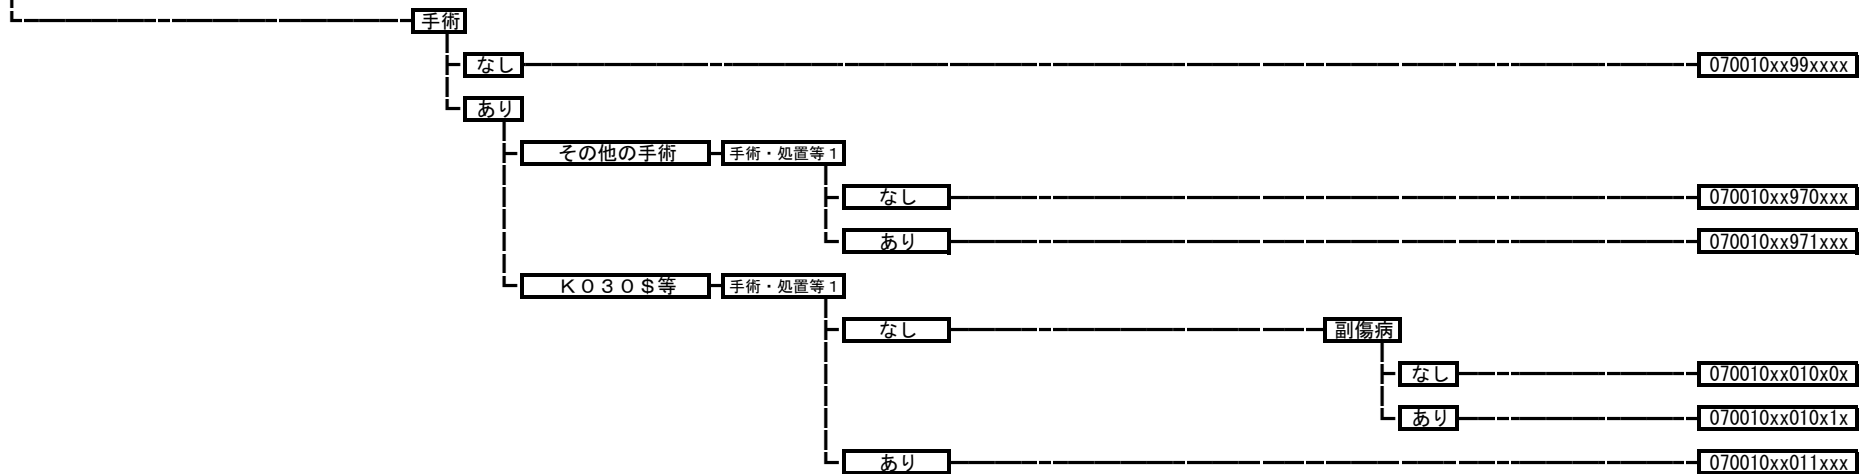 手術
なし 070010xx99xxxx
あり
その他の手術 手術・処置等１
なし 070010xx970xxx
あり 070010xx971xxx
Ｋ０３０＄等 手術・処置等１
なし 副傷病
なし 070010xx010x0x
あり 070010xx010x1x
あり 070010xx011xxx